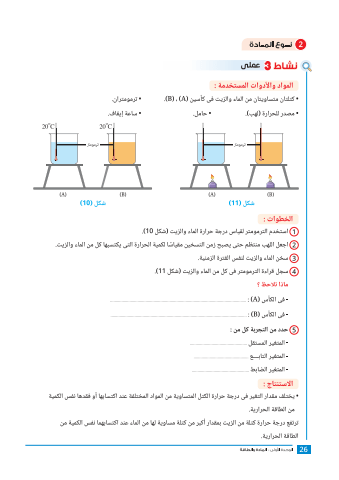 2 نوع المادة
نشاط 3 عملى
المواد والأدوات المستخدمة :
• كتلتان متساويتان من الماء والزيت فى كأسين (A) ، (B). • ترمومتران.
• مصدر للحرارة (لهب). • حامل. • ساعة إيقاف.
20°C 20°C
ترمومتر ترمومتر
(A) (B) (A) (B)
شكل (10) شكل (11)
الخطوات :
1 استخدم الترمومتر لقياس درجة حرارة الماء والزيت (شكل 10).
2 اجعل اللهب منتظم حتى يصبح زمن التسخين مقياسًا لكمية الحرارة التى يكتسبها كل من الماء والزيت.
3 سخن الماء والزيت لنفس الفترة الزمنية.
4 سجل قراءة الترمومتر فى كل من الماء والزيت (شكل 11).
ماذا تلاحظ ؟
- فى الكأس (A) :
- فى الكأس (B) :
5 حدد من التجربة كل من :
- المتغير المستقل
- المتغير التابـــع
- المتغير الضابط
الاستنتاج :
• يختلف مقدار التغير فى درجة حرارة الكتل المتساوية من المواد المختلفة عند اكتسابها أو فقدها نفس الكمية
من الطاقة الحرارية.
ترتفع درجة حرارة كتلة من الزيت بمقدار أكبر من كتلة مساوية لها من الماء عند اكتسابهما نفس الكمية من
الطاقة الحرارية.
26 الوحدة الأولى : المادة والطاقة